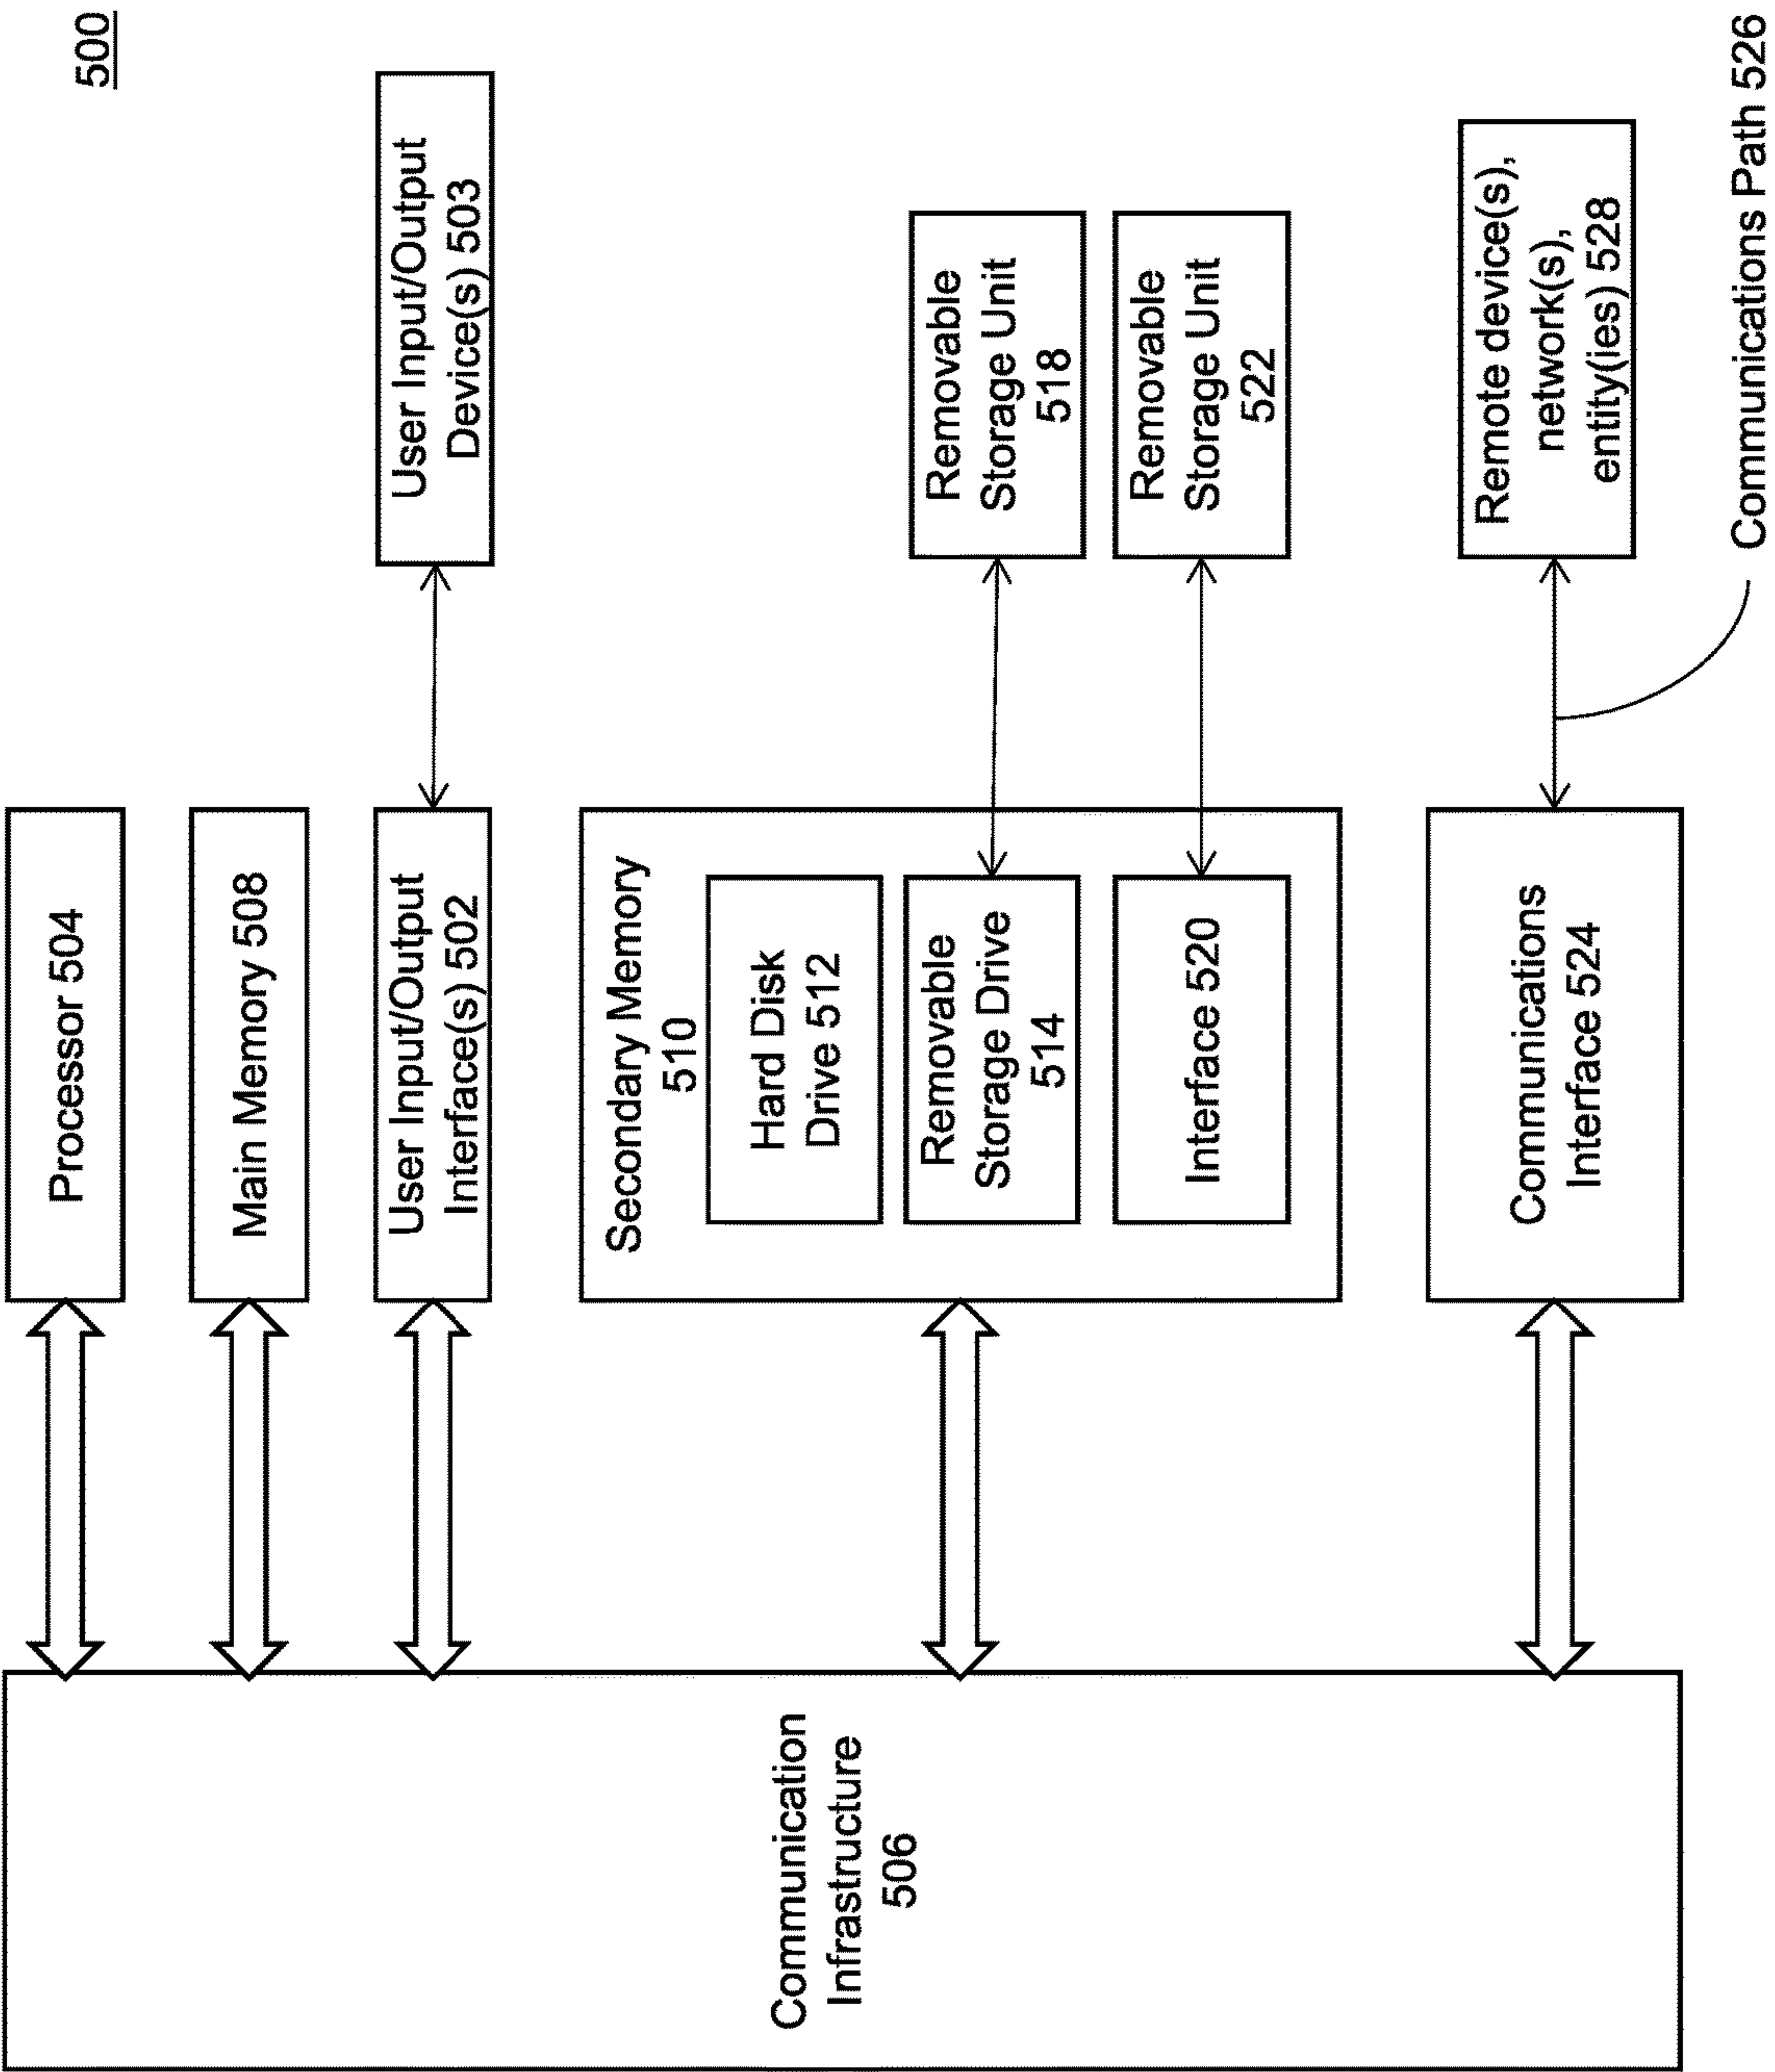 500
Processor 504
Main Memory 508
User Input/Output
Interface(s) 502
User Input/Output
Device(s) 503
Secondary Memory
510
Hard Disk
Drive 512
Removable
Storage Drive
514
Removable
Storage Unit
518
Interface 520
Removable
Storage Unit
522
Communications
Interface 524
Remote device(s),
network(s),
entity(ies) 528
Communications Path 526
Communication
Infrastructure
506